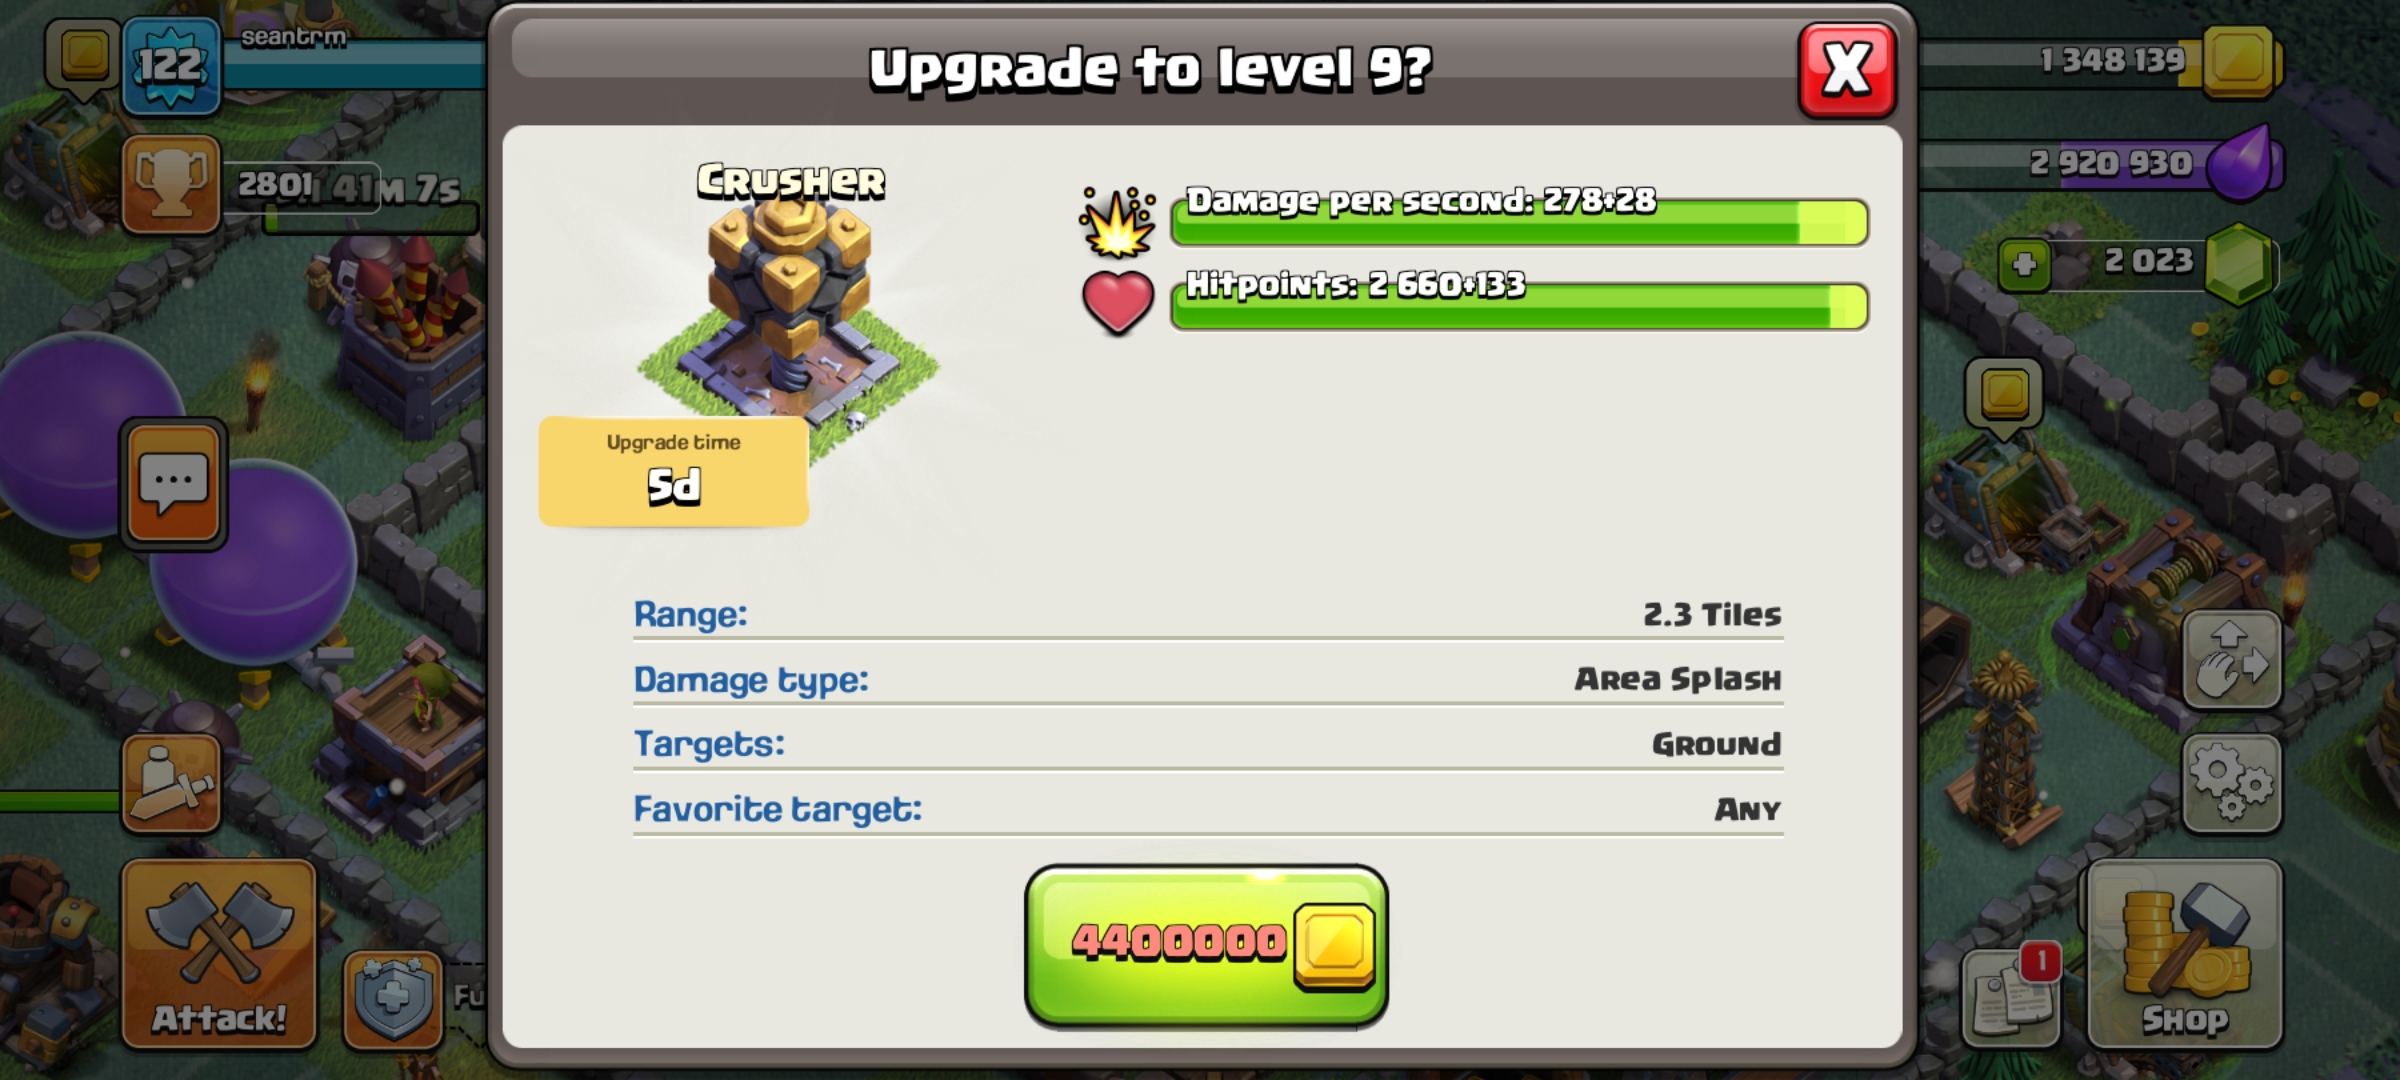 seantrm
122
Upgrade to level 9?
X
1 348 139
2801
41m 7s
2 920 930
2 023
Crusher
Damage per second: 278+28
Hitpoints: 2 660+133
Upgrade time
5d
Range: 2.3 Tiles
Damage type: Area Splash
Targets: Ground
Favorite target: Any
4400000
Attack!
1
Shop